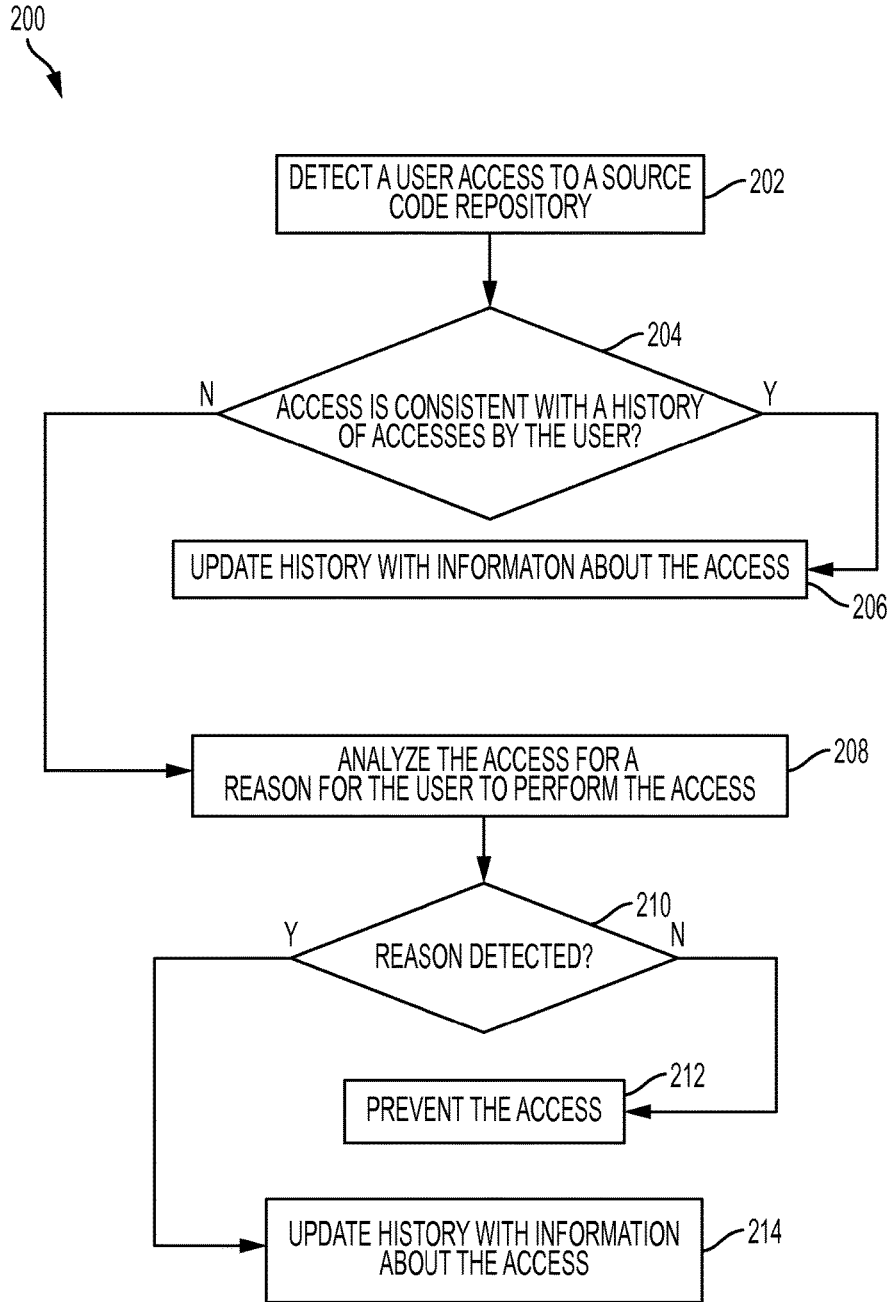 200
DETECT A USER ACCESS TO A SOURCE
CODE REPOSITORY
202
204
N
Y
ACCESS IS CONSISTENT WITH A HISTORY
OF ACCESSES BY THE USER?
UPDATE HISTORY WITH INFORMATON ABOUT THE ACCESS
206
ANALYZE THE ACCESS FOR A
REASON FOR THE USER TO PERFORM THE ACCESS
208
210
Y
N
REASON DETECTED?
212
PREVENT THE ACCESS
UPDATE HISTORY WITH INFORMATION
ABOUT THE ACCESS
214